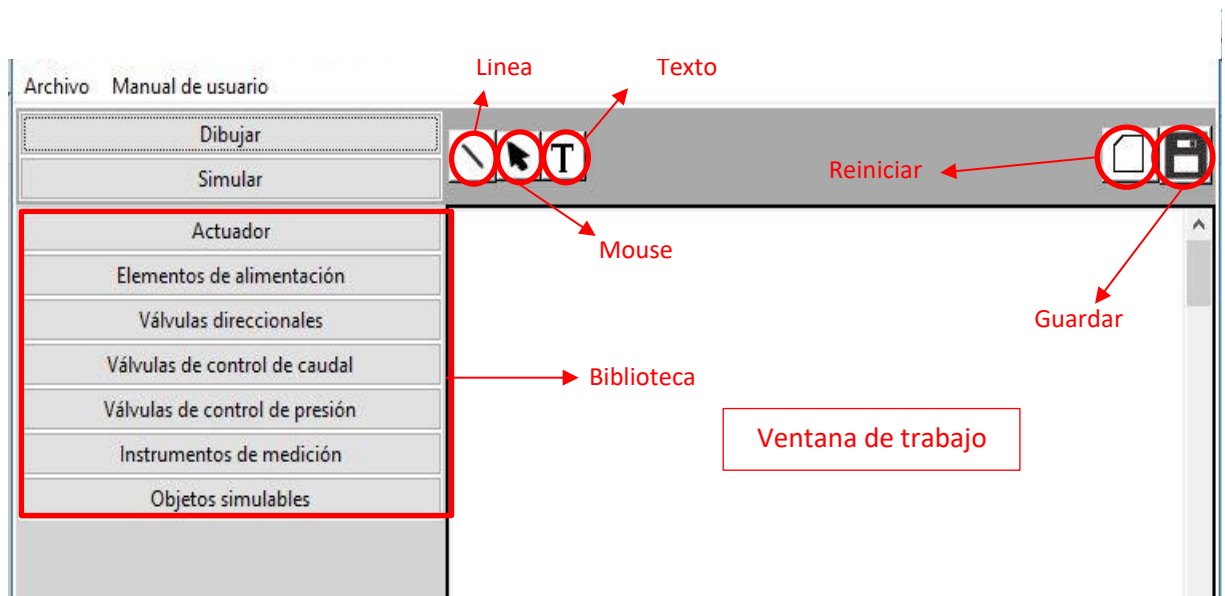 Linea Texto
Archivo Manual de usuario
Dibujar
T
Simular
Reiniciar
Actuador
Mouse
Elementos de alimentación
Válvulas direccionales
Guardar
Válvulas de control de caudal
Biblioteca
Válvulas de control de presión
Ventana de trabajo
Instrumentos de medición
Objetos simulables